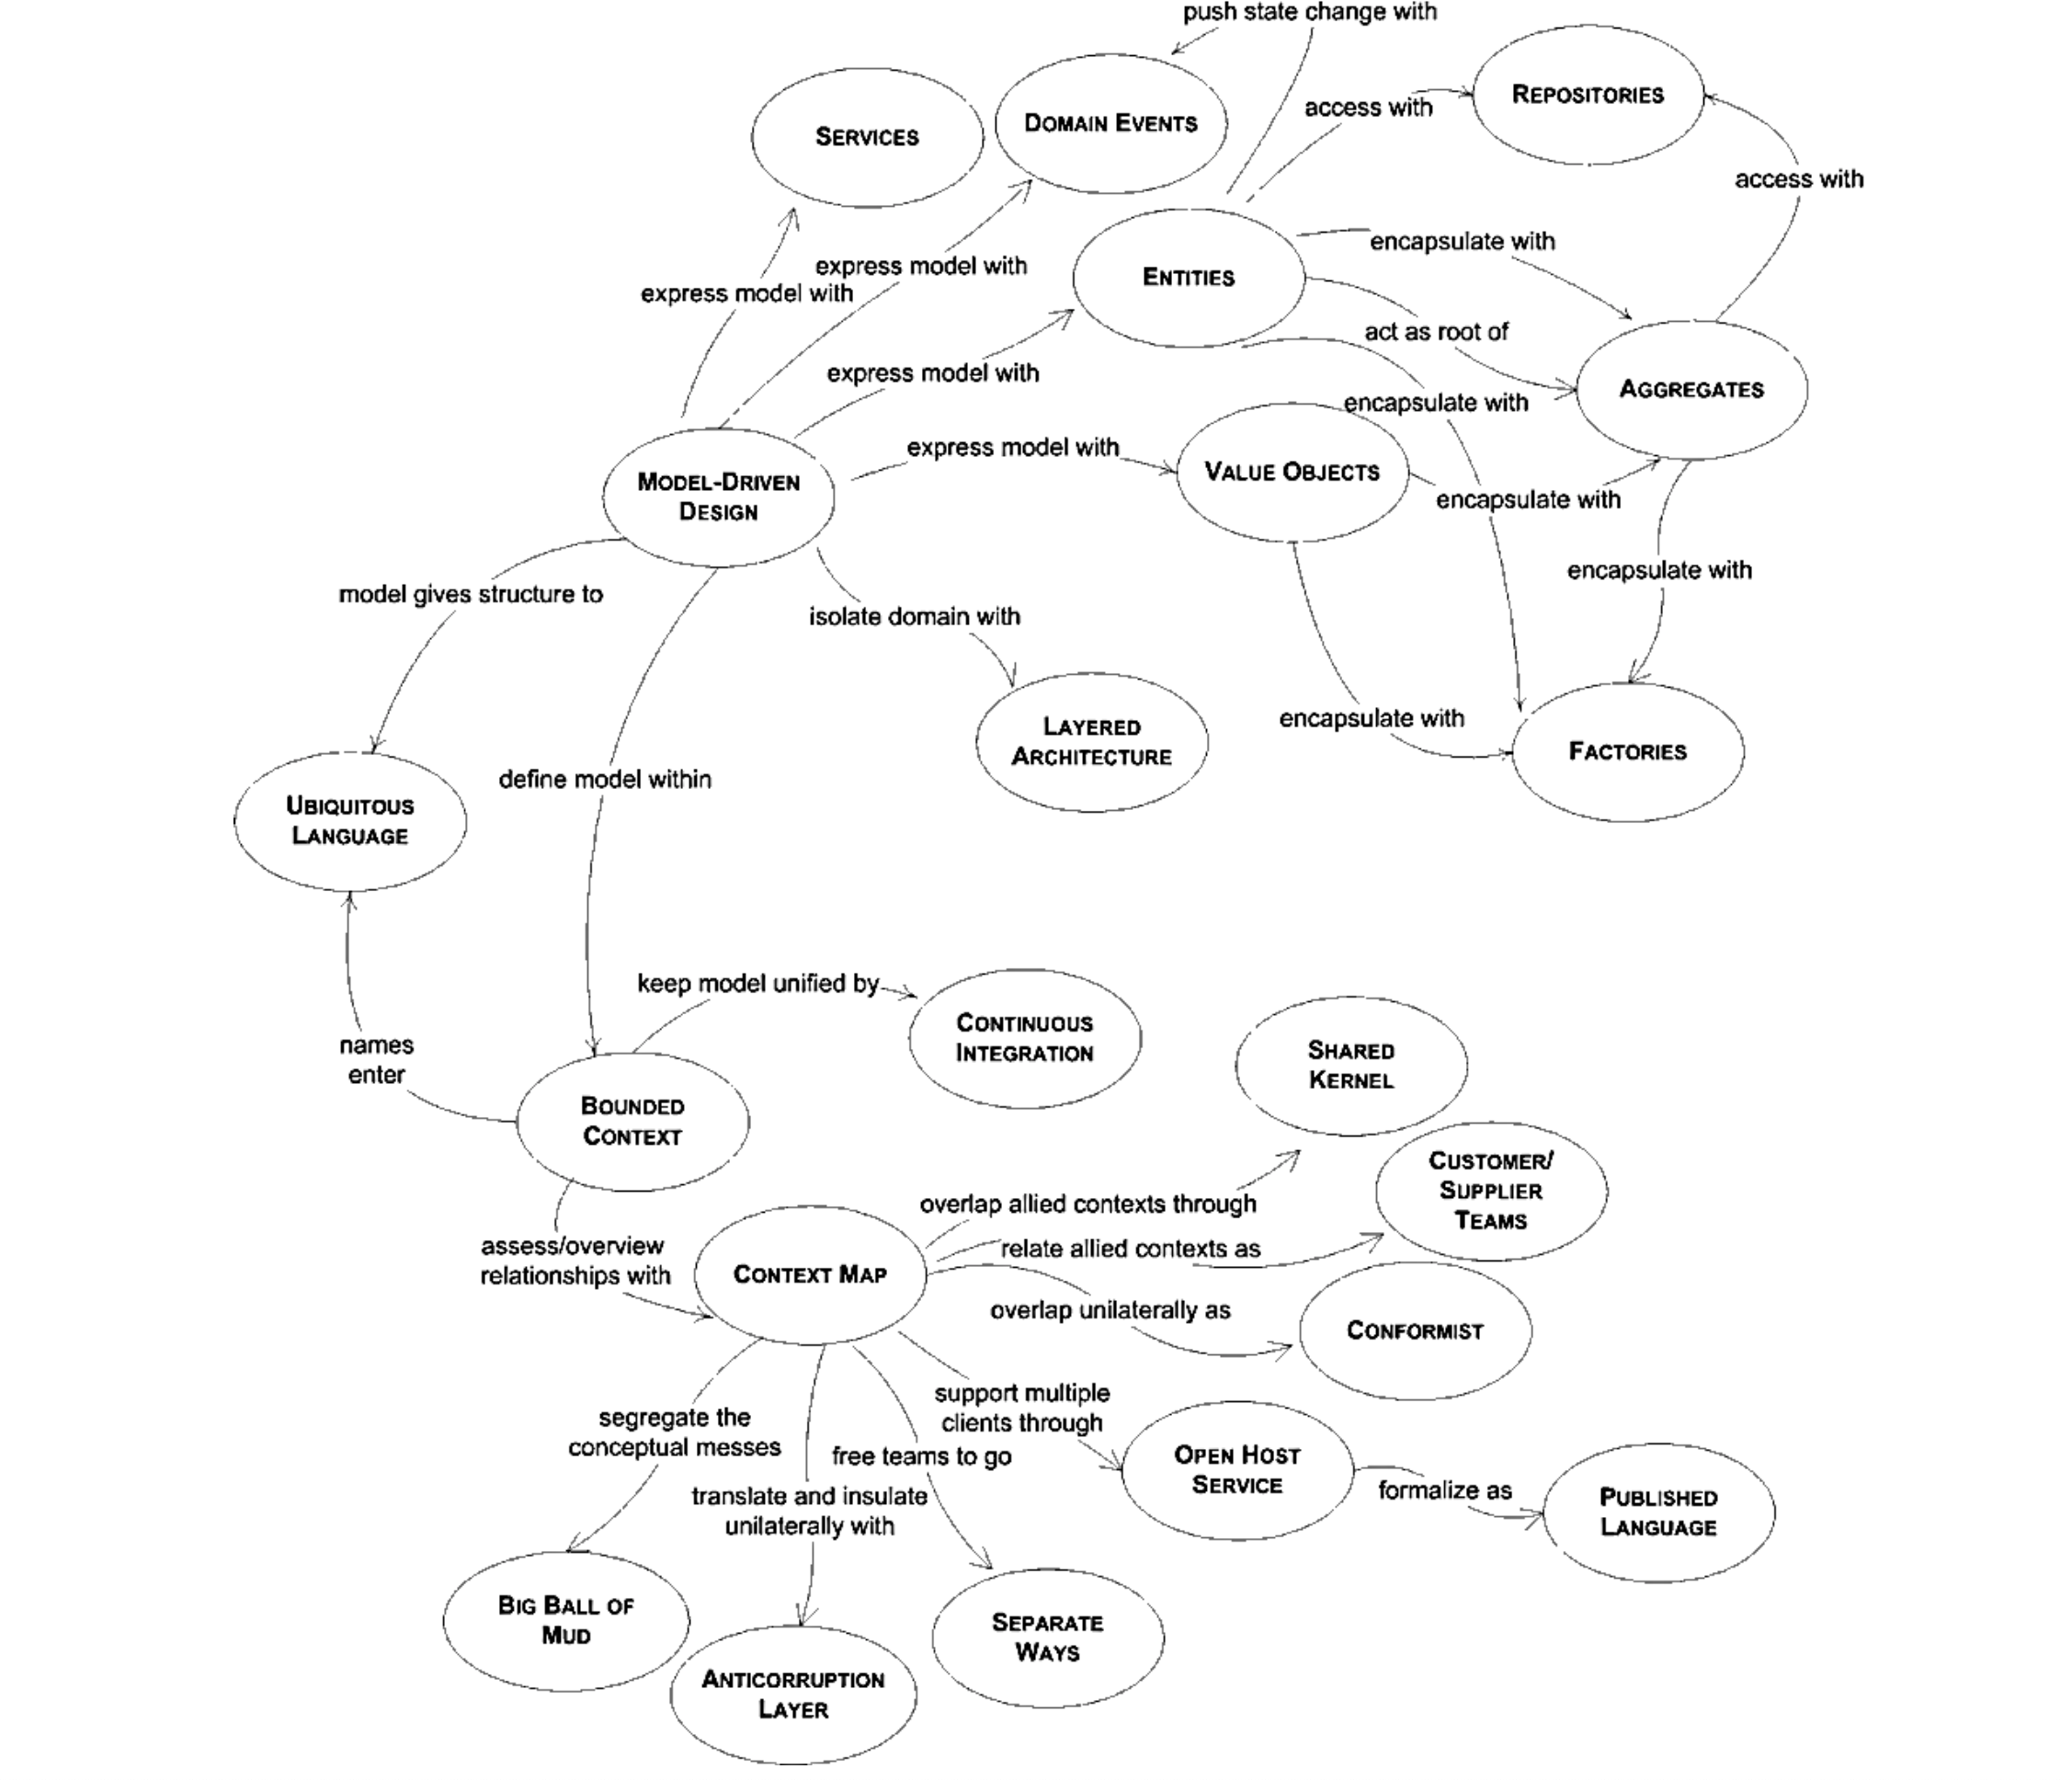 push state change with
REPOSITORIES
access with
DOMAIN EVENTS
SERVICES
access with
encapsulate with
express model with
ENTITIES
express model with
act as root of
express model with
AGGREGATES
encapsulate with
express model with
VALUE OBJECTS
MODEL-DRIVEN
DESIGN
encapsulate with
encapsulate with
model gives structure to
isolate domain with
encapsulate with
LAYERED
ARCHITECTURE
FACTORIES
define model within
UBIQUITOUS
LANGUAGE
keep model unified by
CONTINUOUS
INTEGRATION
names
enter
SHARED
KERNEL
BOUNDED
CONTEXT
CUSTOMER/
SUPPLIER
TEAMS
overlap allied contexts through
relate allied contexts as
assess/overview
relationships with
CONTEXT MAP
overlap unilaterally as
CONFORMIST
support multiple
clients through
segregate the
conceptual messes
free teams to go
OPEN HOST
SERVICE
formalize as
PUBLISHED
LANGUAGE
translate and insulate
unilaterally with
BIG BALL OF
MUD
SEPARATE
WAYS
ANTICORRUPTION
LAYER